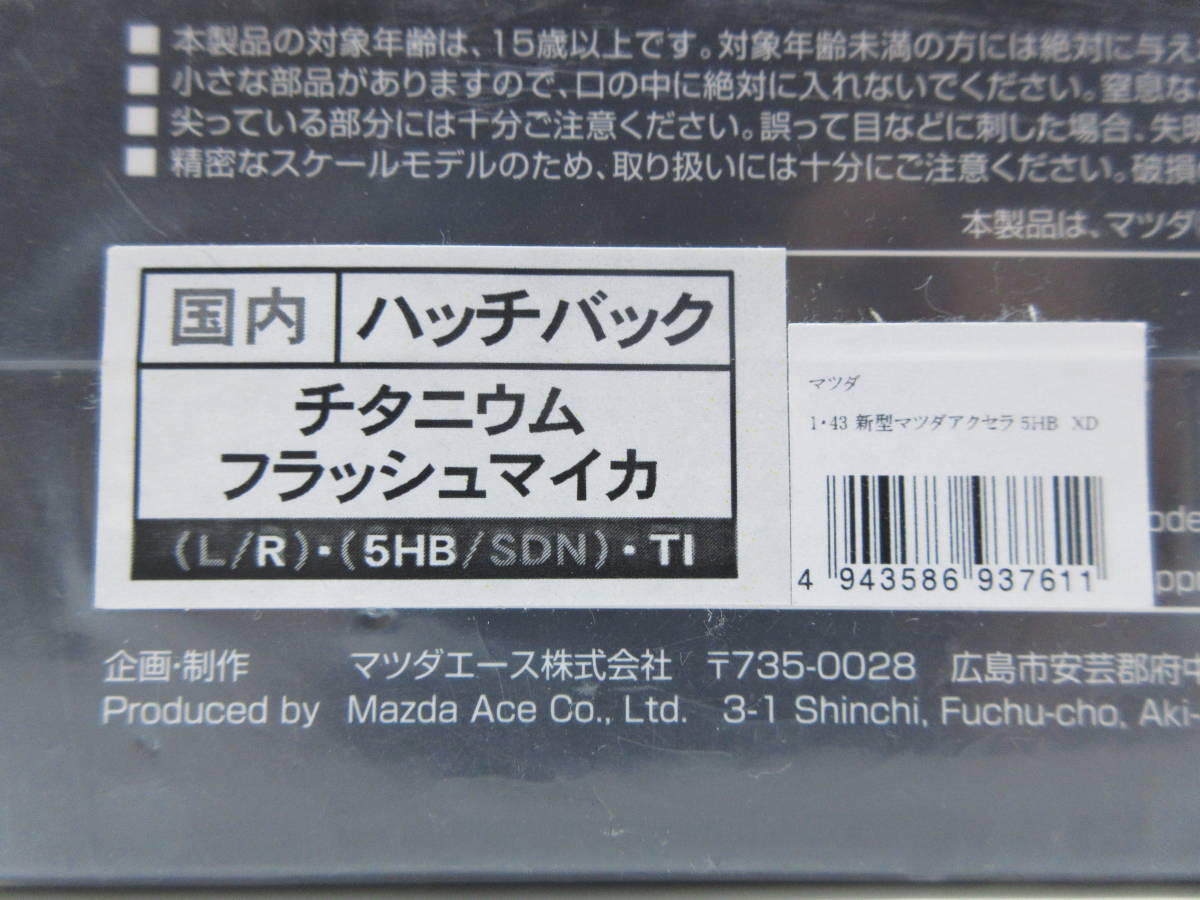 ■ 本製品の対象年齢は、15歳以上です。対象年齢未満の方には絶対に与え
■ 小さな部品がありますので、口の中に絶対に入れないでください。窒息な
■ 尖っている部分には十分ご注意ください。誤って目などに刺した場合、失
■ 精密なスケールモデルのため、取り扱いには十分にご注意ください。破損
本製品は、マツダ
国内 ハッチバック
チタニウム
フラッシュマイカ
(L/R)・(5HB/SDN)・TI
マツダ
1・43 新型マツダアクセラ 5HB XD
4 943586 937611
企画・制作 マツダエース株式会社 〒735-0028 広島市安芸郡府中
Produced by Mazda Ace Co., Ltd. 3-1 Shinchi, Fuchu-cho, Aki-